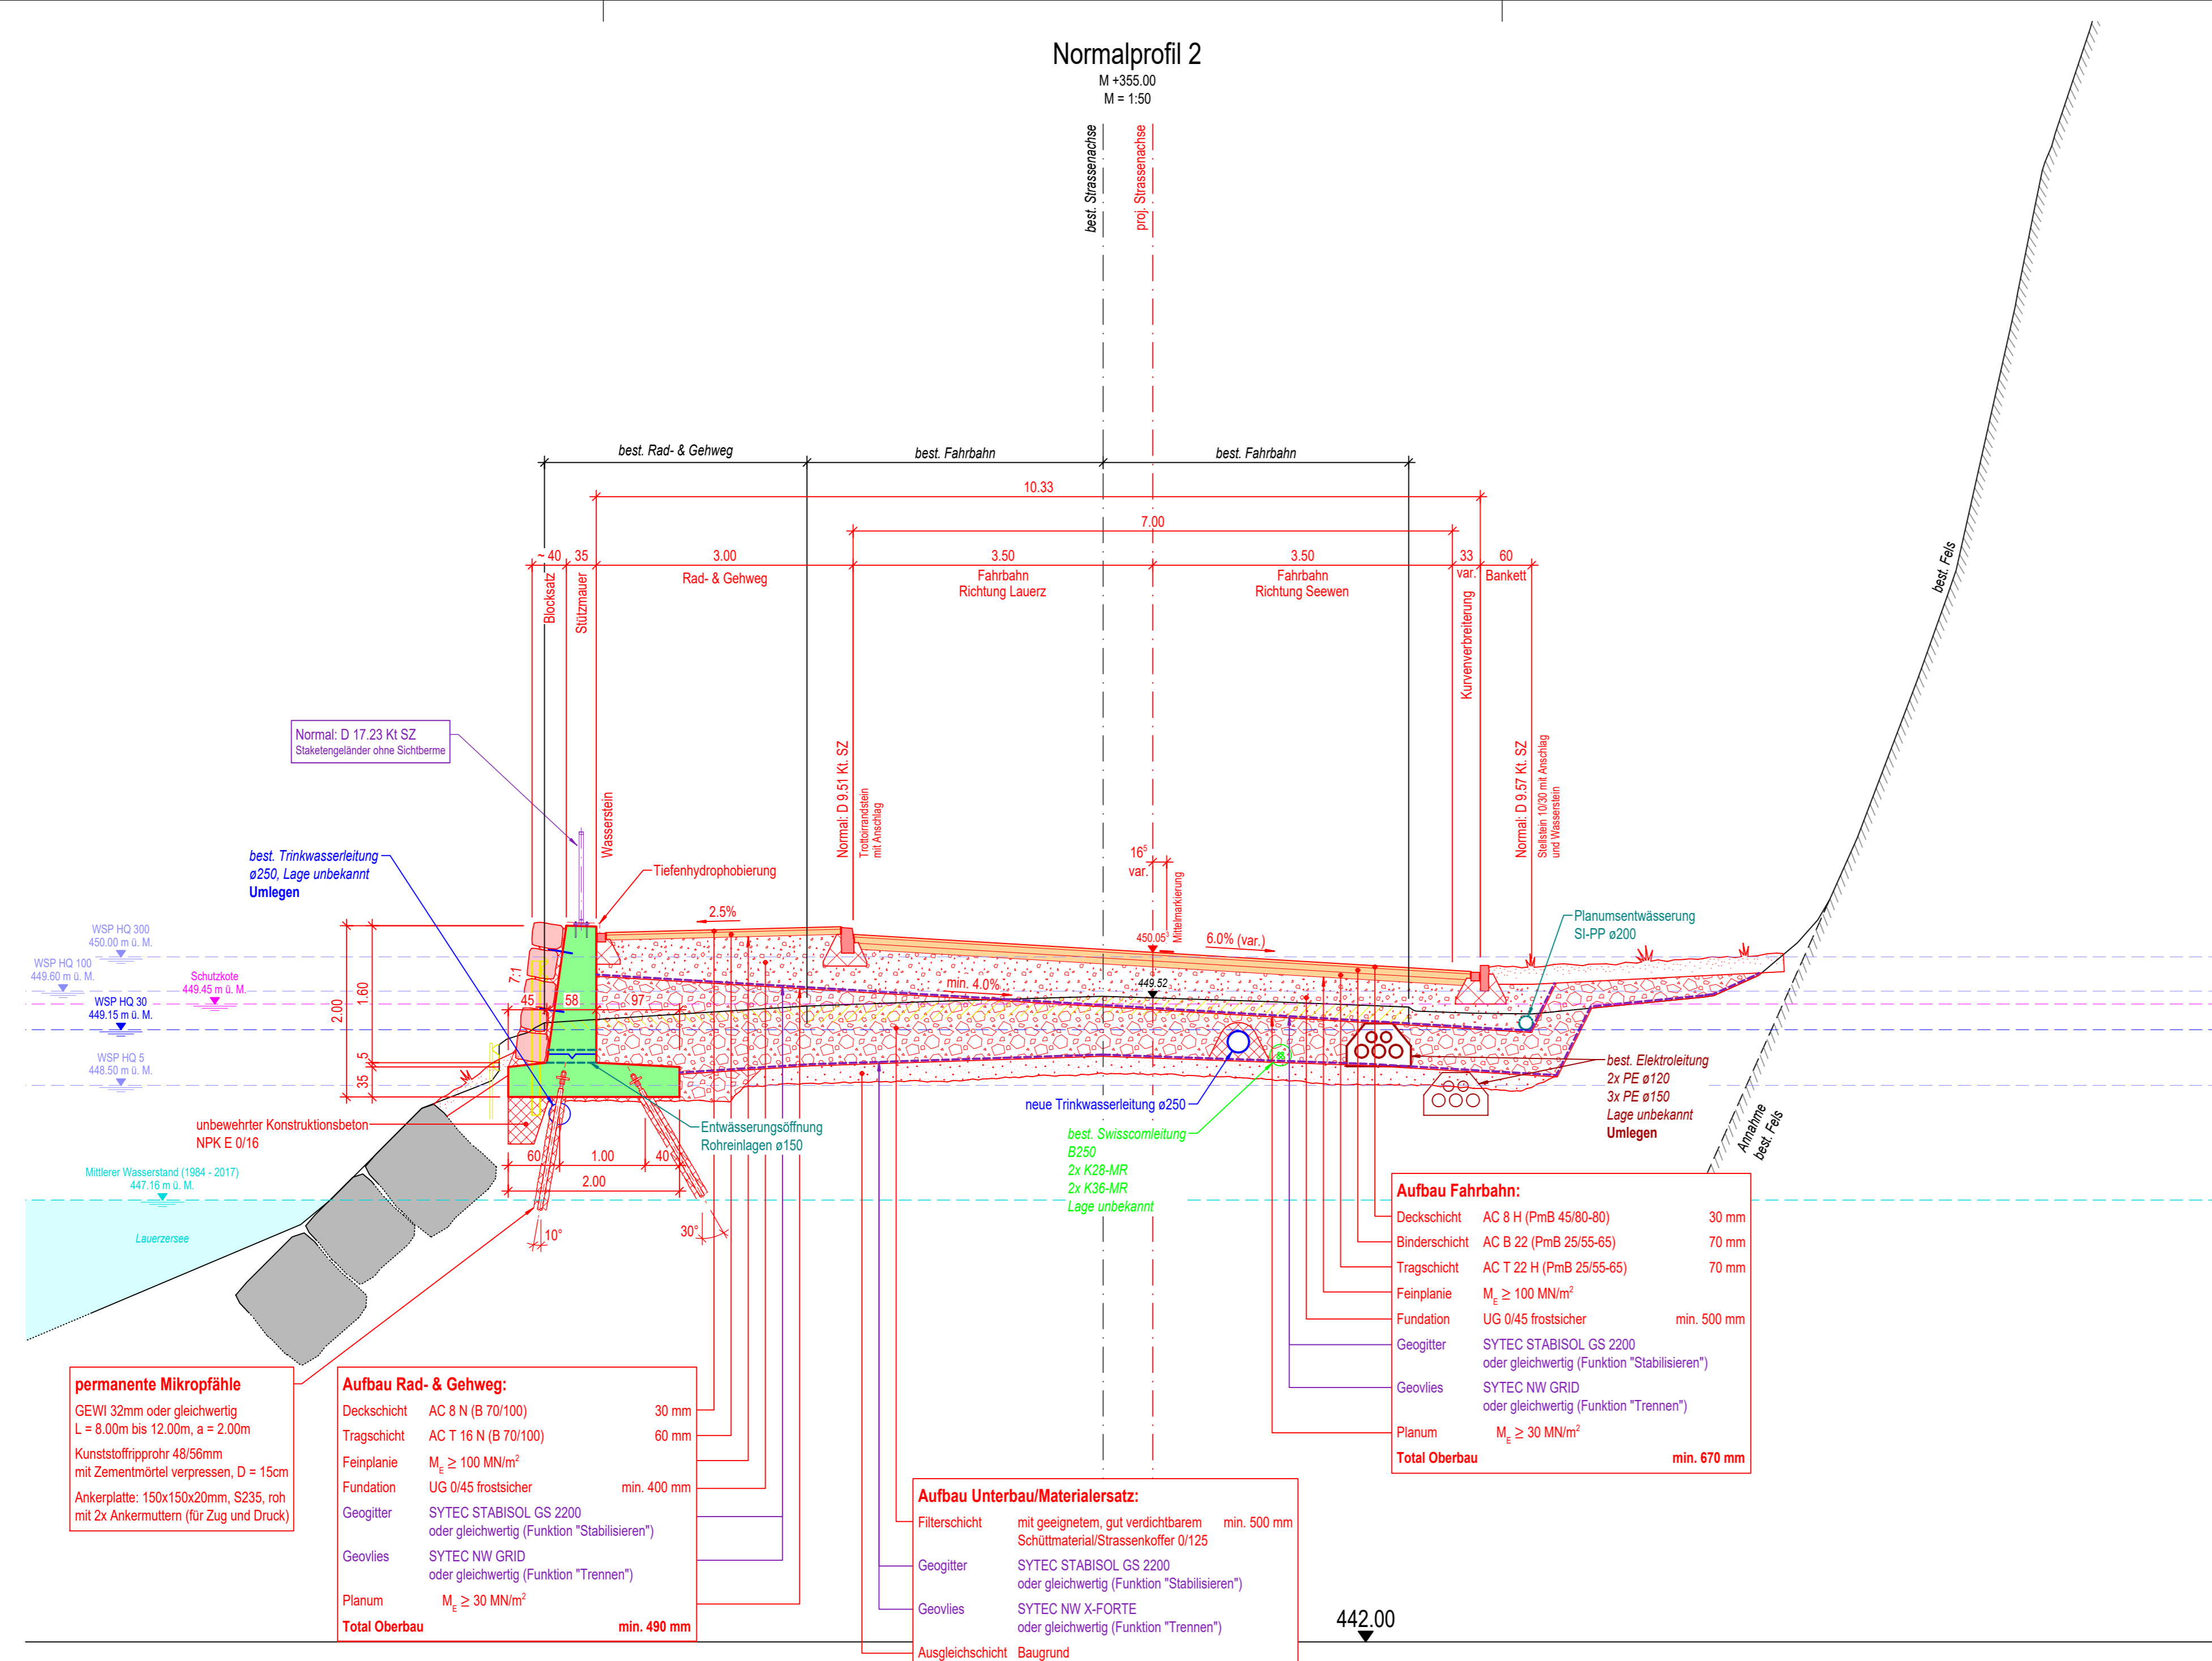 Normalprofil 2
M +355.00
M = 1:50
best. Strassenachse
proj. Strassenachse
best. Rad- & Gehweg
best. Fahrbahn
best. Fahrbahn
10.33
7.00
~ 40
35
3.00
3.50
3.50
33
60
Blocksatz
Stützmauer
Rad- & Gehweg
Fahrbahn
Richtung Lauerz
Fahrbahn
Richtung Seewen
var.
Bankett
Kurvenverbreiterung
best. Fels
Normal: D 17.23 Kt SZ
Staketengeländer ohne Sichtberme
Wasserstein
Normal: D 9.51 Kt. SZ
Trottoirrandstein
mit Anschlag
16⁵
var.
Mittelmarkierung
Normal: D 9.57 Kt. SZ
Stellstein 10/30 mit Anschlag
und Wasserstein
best. Trinkwasserleitung
ø250, Lage unbekannt
Umlegen
Tiefenhydrophobierung
2.5%
450.05³
6.0% (var.)
Planumsentwässerung
SI-PP ø200
WSP HQ 300
450.00 m ü. M.
WSP HQ 100
449.60 m ü. M.
Schutzkote
449.45 m ü. M.
WSP HQ 30
449.15 m ü. M.
WSP HQ 5
448.50 m ü. M.
2.00
1.60
5
35
7:1
45
58
97
min. 4.0%
449.52
unbewehrter Konstruktionsbeton
NPK E 0/16
Entwässerungsöffnung
Rohreinlagen ø150
neue Trinkwasserleitung ø250
best. Swisscomleitung
B250
2x K28-MR
2x K36-MR
Lage unbekannt
best. Elektroleitung
2x PE ø120
3x PE ø150
Lage unbekannt
Umlegen
Annahme
best. Fels
60
1.00
40
2.00
10°
30°
Mittlerer Wasserstand (1984 - 2017)
447.16 m ü. M.
Lauerzersee
Aufbau Fahrbahn:
Deckschicht AC 8 H (PmB 45/80-80) 30 mm
Binderschicht AC B 22 (PmB 25/55-65) 70 mm
Tragschicht AC T 22 H (PmB 25/55-65) 70 mm
Feinplanie M_E ≥ 100 MN/m²
Fundation UG 0/45 frostsicher min. 500 mm
Geogitter SYTEC STABISOL GS 2200
oder gleichwertig (Funktion "Stabilisieren")
Geovlies SYTEC NW GRID
oder gleichwertig (Funktion "Trennen")
Planum M_E ≥ 30 MN/m²
Total Oberbau min. 670 mm
permanente Mikropfähle
GEWI 32mm oder gleichwertig
L = 8.00m bis 12.00m, a = 2.00m
Kunststoffripprohr 48/56mm
mit Zementmörtel verpressen, D = 15cm
Ankerplatte: 150x150x20mm, S235, roh
mit 2x Ankermuttern (für Zug und Druck)
Aufbau Rad- & Gehweg:
Deckschicht AC 8 N (B 70/100) 30 mm
Tragschicht AC T 16 N (B 70/100) 60 mm
Feinplanie M_E ≥ 100 MN/m²
Fundation UG 0/45 frostsicher min. 400 mm
Geogitter SYTEC STABISOL GS 2200
oder gleichwertig (Funktion "Stabilisieren")
Geovlies SYTEC NW GRID
oder gleichwertig (Funktion "Trennen")
Planum M_E ≥ 30 MN/m²
Total Oberbau min. 490 mm
Aufbau Unterbau/Materialersatz:
Filterschicht mit geeignetem, gut verdichtbarem min. 500 mm
Schüttmaterial/Strassenkoffer 0/125
Geogitter SYTEC STABISOL GS 2200
oder gleichwertig (Funktion "Stabilisieren")
Geovlies SYTEC NW X-FORTE
oder gleichwertig (Funktion "Trennen")
Ausgleichschicht Baugrund
442.00